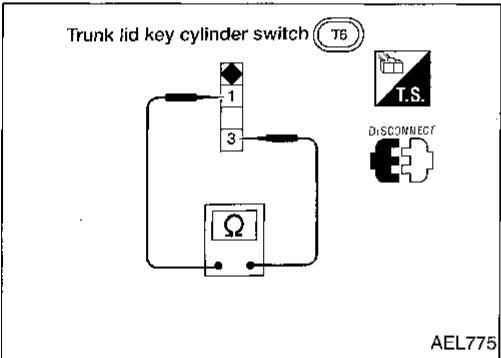 Trunk lid key cylinder switch T6
T.S.
1
DISCONNECT
3
Ω
AEL775